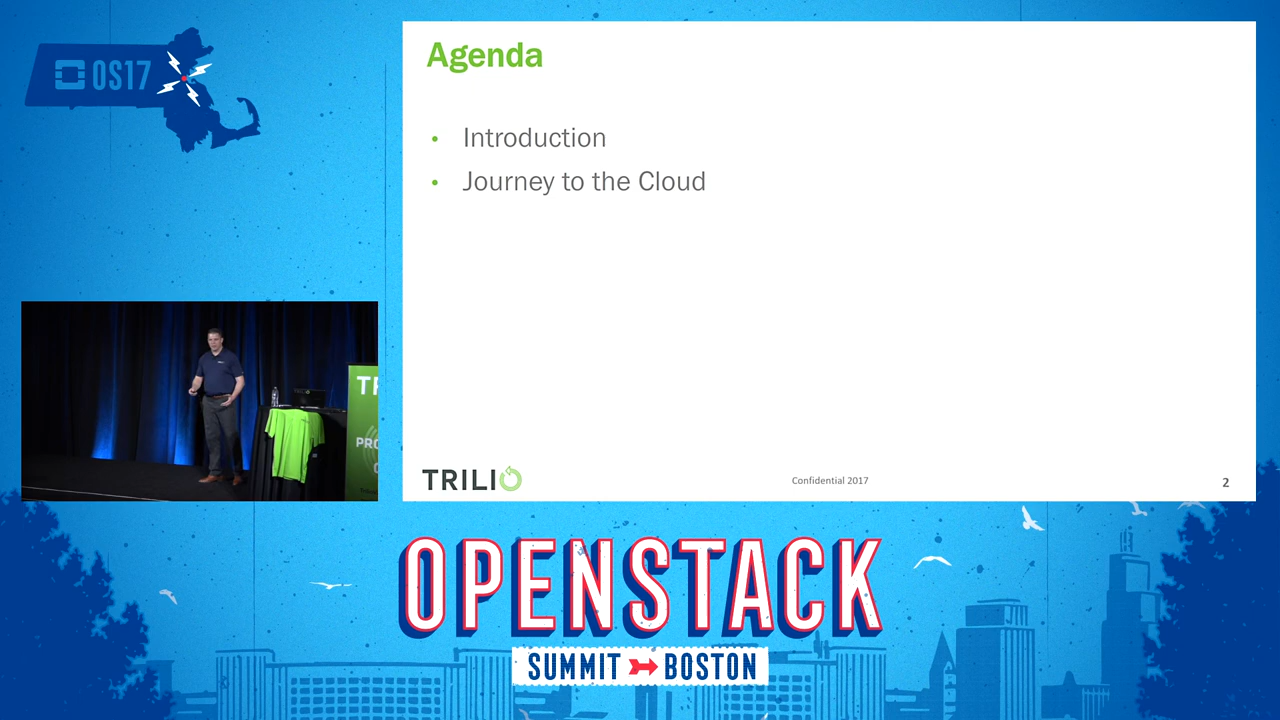 OS17
Agenda
• Introduction
• Journey to the Cloud
TRILIO
Confidential 2017
2
OPENSTACK
SUMMIT BOSTON